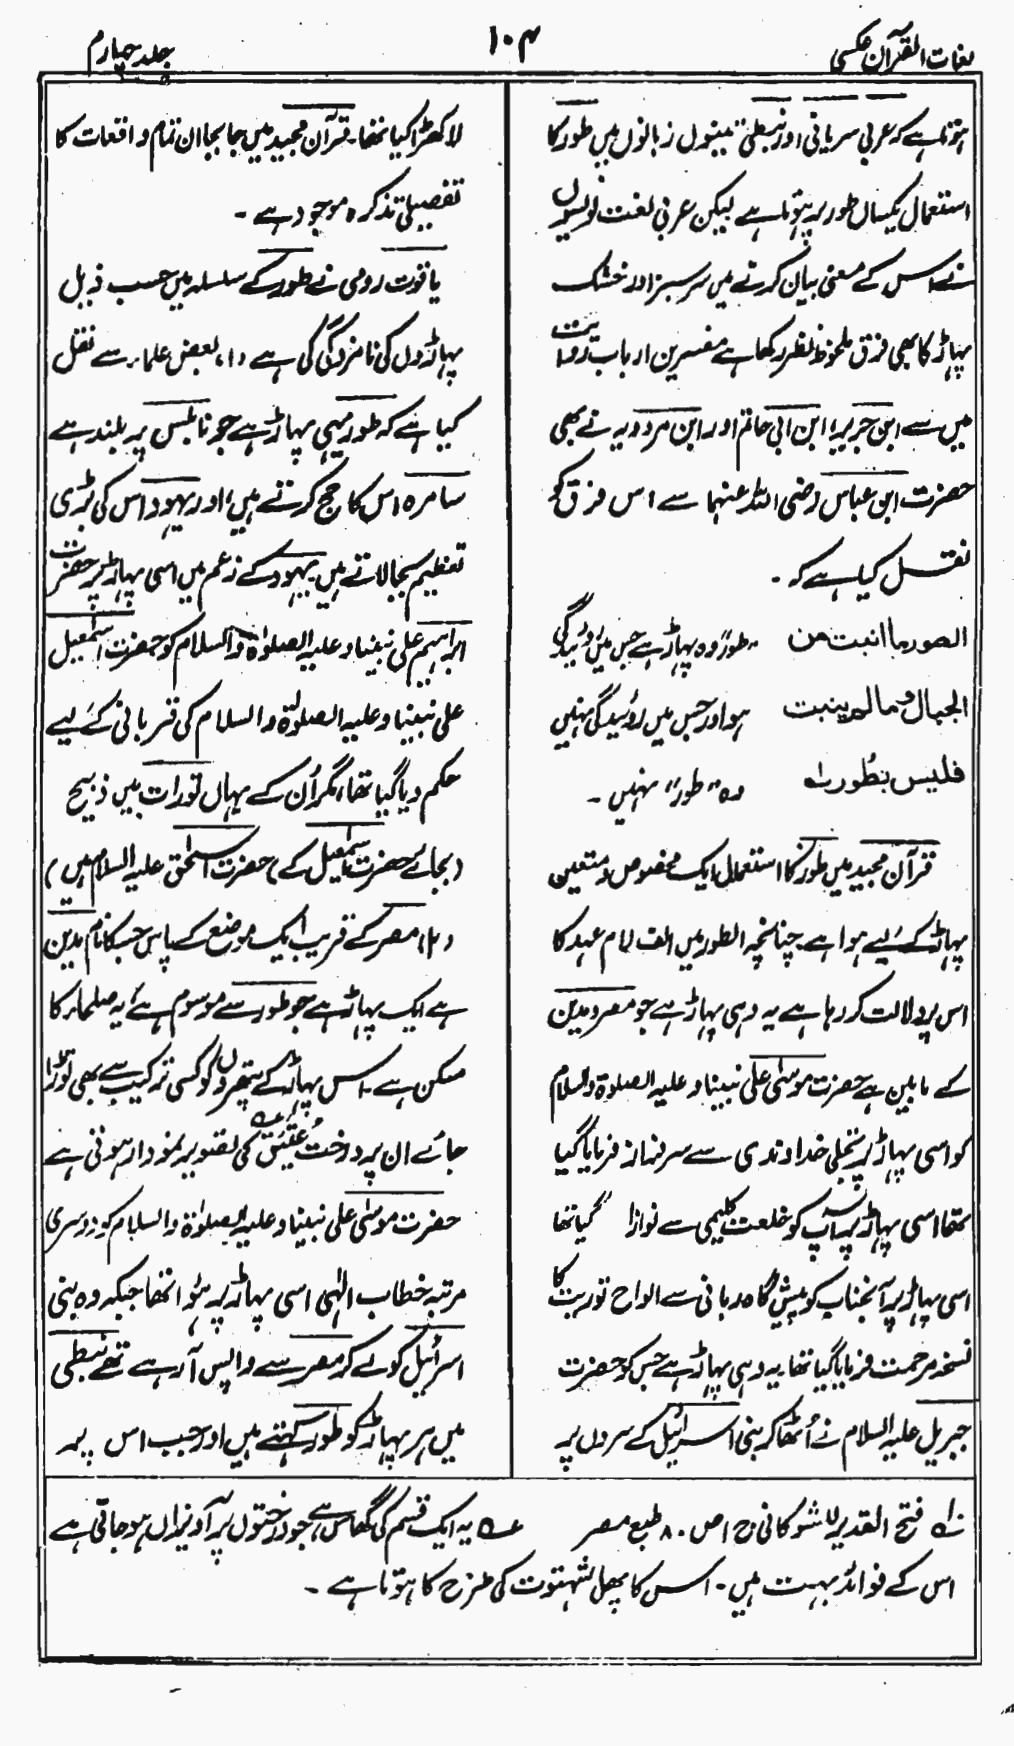 لغات القرآن عکسی
۱۰۴
جلد چہارم
ہوتا ہے کہ عربی سریانی اور نبطی تینوں زبانوں میں طور کا
استعمال یکساں طور پر ہوتا ہے لیکن عربی لغت نویسوں
نے اس کے معنی بیان کرنے میں سرسبز اور خشک
پہاڑ کا بھی فرق ملحوظ نظر رکھا ہے مفسرین ارباب روایت
میں سے ابن جریر، ابن ابی حاتم اور ابن مردویہ نے بھی
حضرت ابن عباس رضی اللہ عنہما سے اس فرق کو
نقل کیا ہے کہ ۔
الصور ما انبت من "طور" وہ پہاڑ ہے جس میں روئیدگی
الجبال وما لم ینبت ہو اور جس میں روئیدگی نہیں
فلیس بطور لہ وہ "طور" نہیں ۔
قرآن مجید میں طور کا استعمال ایک مخصوص و متعین
پہاڑ کے لیے ہوا ہے چنانچہ الطور میں الف لام عہد کا
اس پر دلالت کر رہا ہے یہ وہی پہاڑ ہے جو مصر و مدین
کے مابین ہے حضرت موسیٰ علی نبینا و علیہ الصلوۃ والسلام
کو اسی پہاڑ پر تجلی خداوندی سے سرفراز فرمایا گیا
تھا اسی پہاڑ پر آپ کو خلعت کلیمی سے نوازا گیا تھا
اسی پہاڑ پر آنجناب کو پیش گاہ ربانی سے الواح توریت کا
نسخہ مرحمت فرمایا گیا تھا یہ وہی پہاڑ ہے جس کو حضرت
جبریل علیہ السلام نے اُٹھا کر بنی اسرائیل کے سروں پر
لا کھڑا کیا تھا۔ قرآن مجید میں جا بجا ان تمام واقعات کا
تفصیلی تذکرہ موجود ہے ۔
یاقوت رومی نے طور کے سلسلہ میں حسب ذیل
پہاڑوں کی نامزدگی کی ہے (۱) بعض علماء سے نقل
کیا ہے کہ طور یہی پہاڑ ہے جو نابلس پر بلند ہے
سامرہ اس کا حج کرتے ہیں، اور یہود اس کی بڑی
تعظیم بجا لاتے ہیں۔ یہود کے زعم میں اسی پہاڑ پر حضرت
ابراہیم علی نبینا و علیہ الصلوٰۃ والسلام کو حضرت اسمٰعیل
علی نبینا و علیہ الصلوٰۃ والسلام کی قربانی کے لیے
حکم دیا گیا تھا، مگر اُن کے یہاں تورات میں ذبیح
(بجائے حضرت اسمٰعیل کے) حضرت اسحٰق علیہ السلام ہیں)
(۲) مصر کے قریب ایک موضع کے پاس جس کا نام مدین
ہے ایک پہاڑ ہے جو طور سے موسوم ہے، یہ صلحاء کا
مسکن ہے۔ اس پہاڑ کے پتھروں کو کسی ترکیب سے بھی توڑا
جائے ان پر درخت عُلَّیق عہ کی تصویر نمودار ہوتی ہے
حضرت موسیٰ علی نبینا و علیہ الصلوٰۃ والسلام کو دوسری
مرتبہ خطاب الٰہی اسی پہاڑ پر ہوا تھا جبکہ وہ بنی
اسرائیل کو لے کر مصر سے واپس آ رہے تھے نبطی
میں ہر پہاڑ کو طور کہتے ہیں اور جب اس پر
لہ فتح القدیر للشوکانی ج ۱ ص ۸۰ طبع مصر عہ یہ ایک قسم کی گھاس ہے جو درختوں پر آویزاں ہو جاتی ہے
اس کے فوائد بہت ہیں ۔ اس کا پھل شہتوت کی طرح کا ہوتا ہے ۔